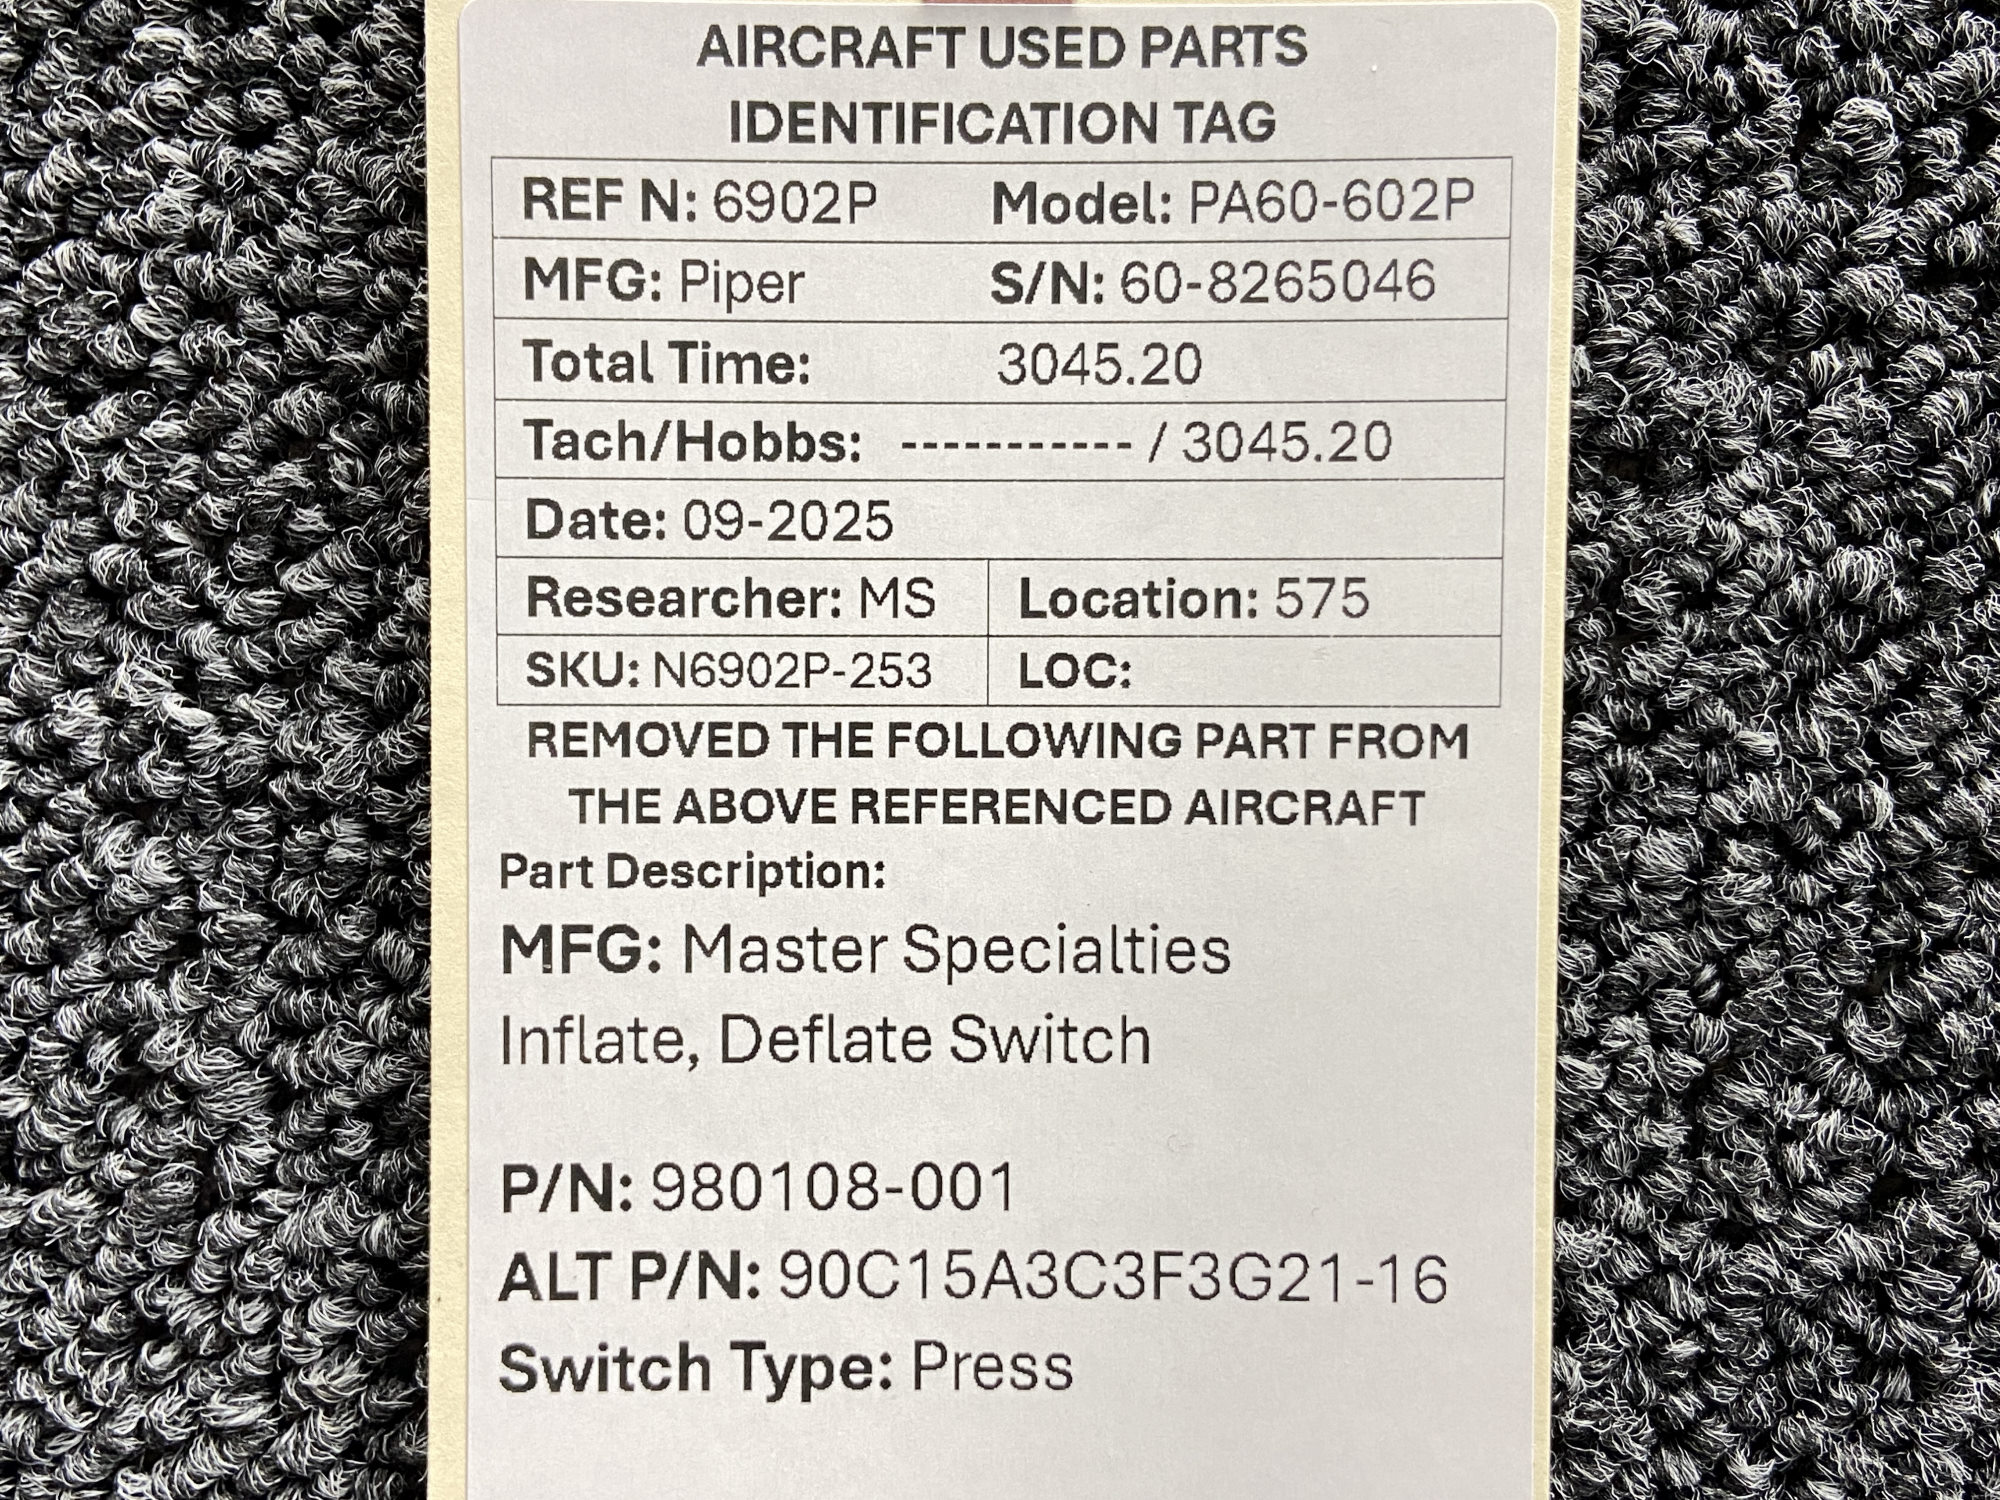 AIRCRAFT USED PARTS
IDENTIFICATION TAG
REF N: 6902P Model: PA60-602P
MFG: Piper S/N: 60-8265046
Total Time: 3045.20
Tach/Hobbs: ----------- / 3045.20
Date: 09-2025
Researcher: MS Location: 575
SKU: N6902P-253 LOC:
REMOVED THE FOLLOWING PART FROM
THE ABOVE REFERENCED AIRCRAFT
Part Description:
MFG: Master Specialties
Inflate, Deflate Switch
P/N: 980108-001
ALT P/N: 90C15A3C3F3G21-16
Switch Type: Press